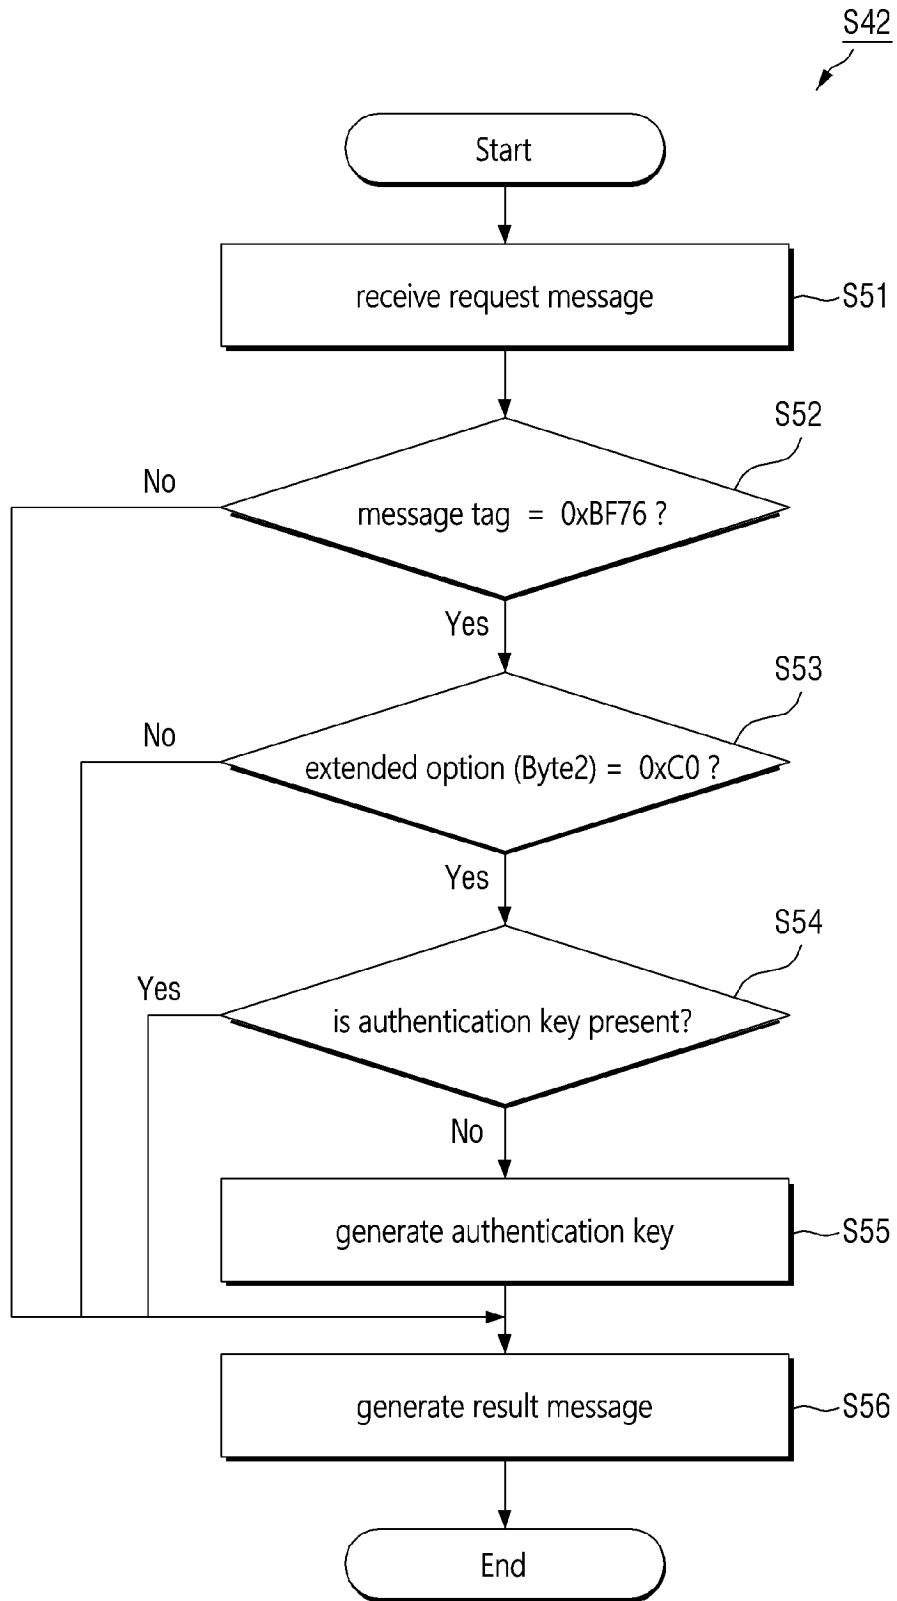 S42
Start
receive request message
S51
S52
No
message tag = 0xBF76 ?
Yes
S53
No
extended option (Byte2) = 0xC0 ?
Yes
S54
Yes
is authentication key present?
No
generate authentication key
S55
generate result message
S56
End